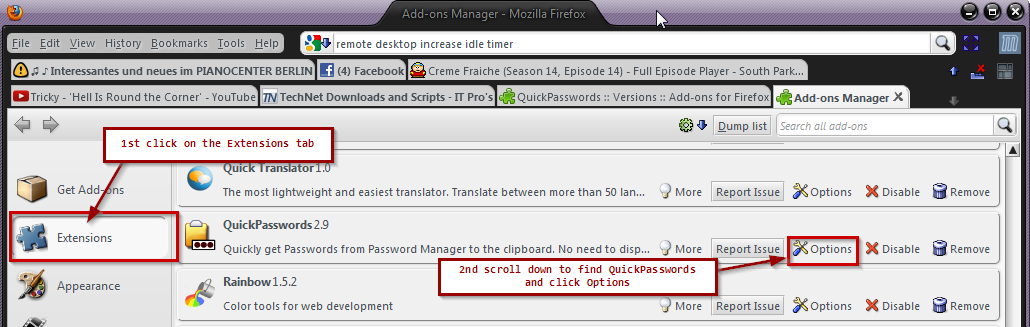 Add-ons Manager - Mozilla Firefox
File Edit View History Bookmarks Tools Help
remote desktop increase idle timer
♫ ♪ Interessantes und neues im PIANOCENTER BERLIN
(4) Facebook
Creme Fraiche (Season 14, Episode 14) - Full Episode Player - South Park...
Tricky - 'Hell Is Round the Corner' - YouTube
TN TechNet Downloads and Scripts - IT Pro's
QuickPasswords :: Versions :: Add-ons for Firefox
Add-ons Manager
Dump list
Search all add-ons
1st click on the Extensions tab
Get Add-ons
Extensions
Appearance
Quick Translator 1.0
The most lightweight and easiest translator. Translate between more than 50 lan...
More Report Issue Options Disable Remove
QuickPasswords 2.9
Quickly get Passwords from Password Manager to the clipboard. No need to disp...
More Report Issue Options Disable Remove
2nd scroll down to find QuickPasswords
and click Options
Rainbow 1.5.2
Color tools for web development
More Report Issue Options Disable Remove